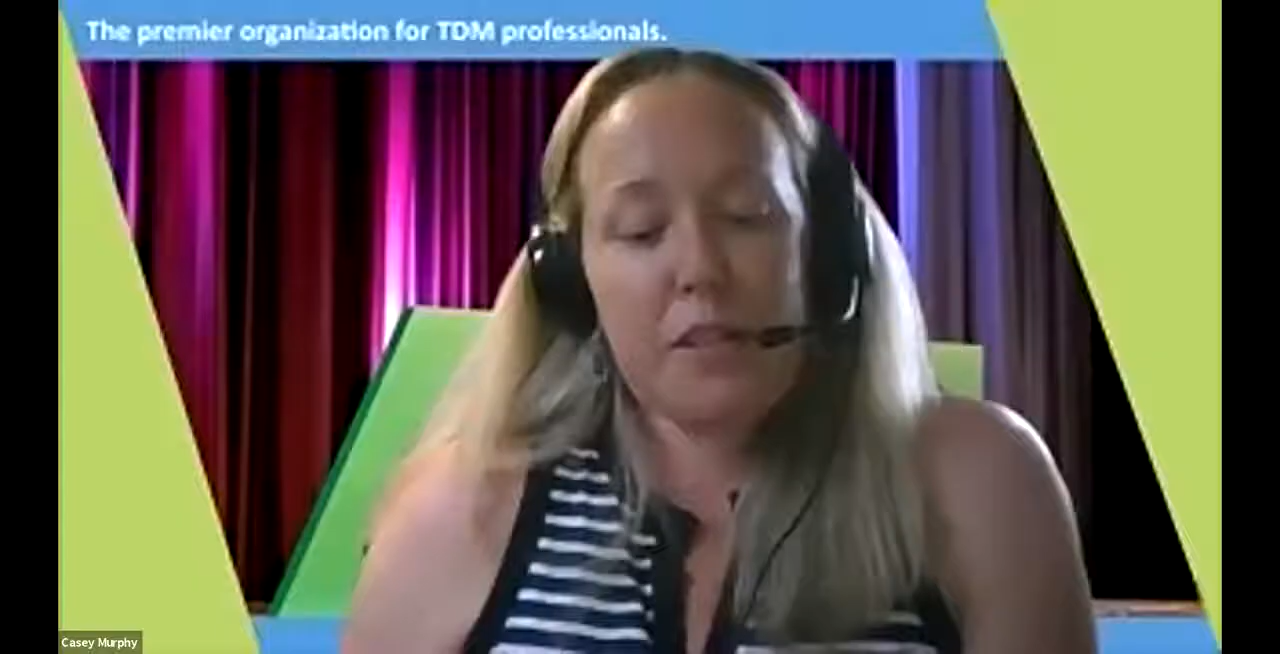 The premier organization for TDM professionals.
Casey Murphy